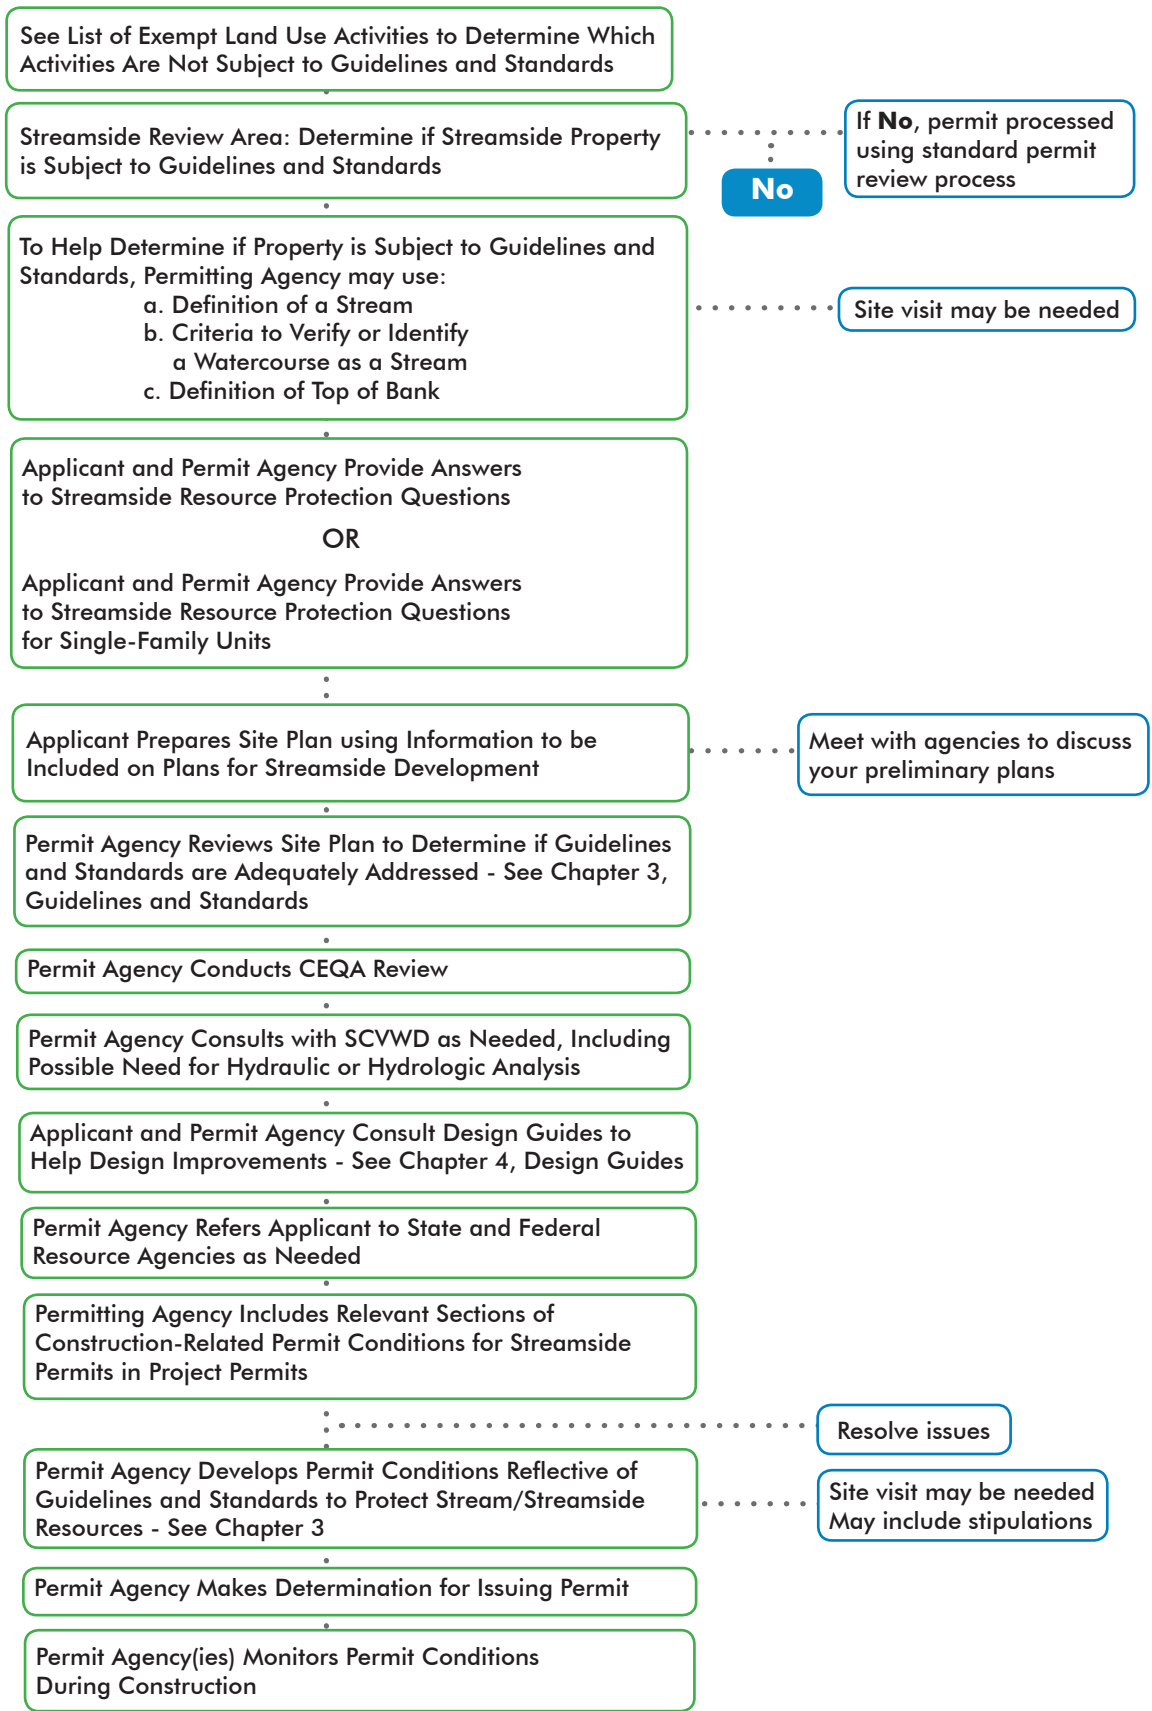 See List of Exempt Land Use Activities to Determine Which
Activities Are Not Subject to Guidelines and Standards
Streamside Review Area: Determine if Streamside Property
is Subject to Guidelines and Standards
No
If No, permit processed
using standard permit
review process
To Help Determine if Property is Subject to Guidelines and
Standards, Permitting Agency may use:
a. Definition of a Stream
b. Criteria to Verify or Identify
a Watercourse as a Stream
c. Definition of Top of Bank
Site visit may be needed
Applicant and Permit Agency Provide Answers
to Streamside Resource Protection Questions
OR
Applicant and Permit Agency Provide Answers
to Streamside Resource Protection Questions
for Single-Family Units
Applicant Prepares Site Plan using Information to be
Included on Plans for Streamside Development
Meet with agencies to discuss
your preliminary plans
Permit Agency Reviews Site Plan to Determine if Guidelines
and Standards are Adequately Addressed - See Chapter 3,
Guidelines and Standards
Permit Agency Conducts CEQA Review
Permit Agency Consults with SCVWD as Needed, Including
Possible Need for Hydraulic or Hydrologic Analysis
Applicant and Permit Agency Consult Design Guides to
Help Design Improvements - See Chapter 4, Design Guides
Permit Agency Refers Applicant to State and Federal
Resource Agencies as Needed
Permitting Agency Includes Relevant Sections of
Construction-Related Permit Conditions for Streamside
Permits in Project Permits
Resolve issues
Permit Agency Develops Permit Conditions Reflective of
Guidelines and Standards to Protect Stream/Streamside
Resources - See Chapter 3
Site visit may be needed
May include stipulations
Permit Agency Makes Determination for Issuing Permit
Permit Agency(ies) Monitors Permit Conditions
During Construction